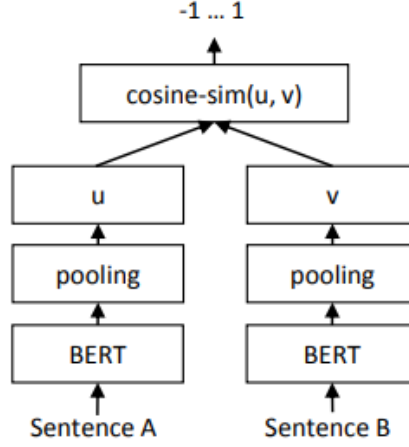 -1 … 1
cosine-sim(u, v)
u v
pooling pooling
BERT BERT
Sentence A Sentence B